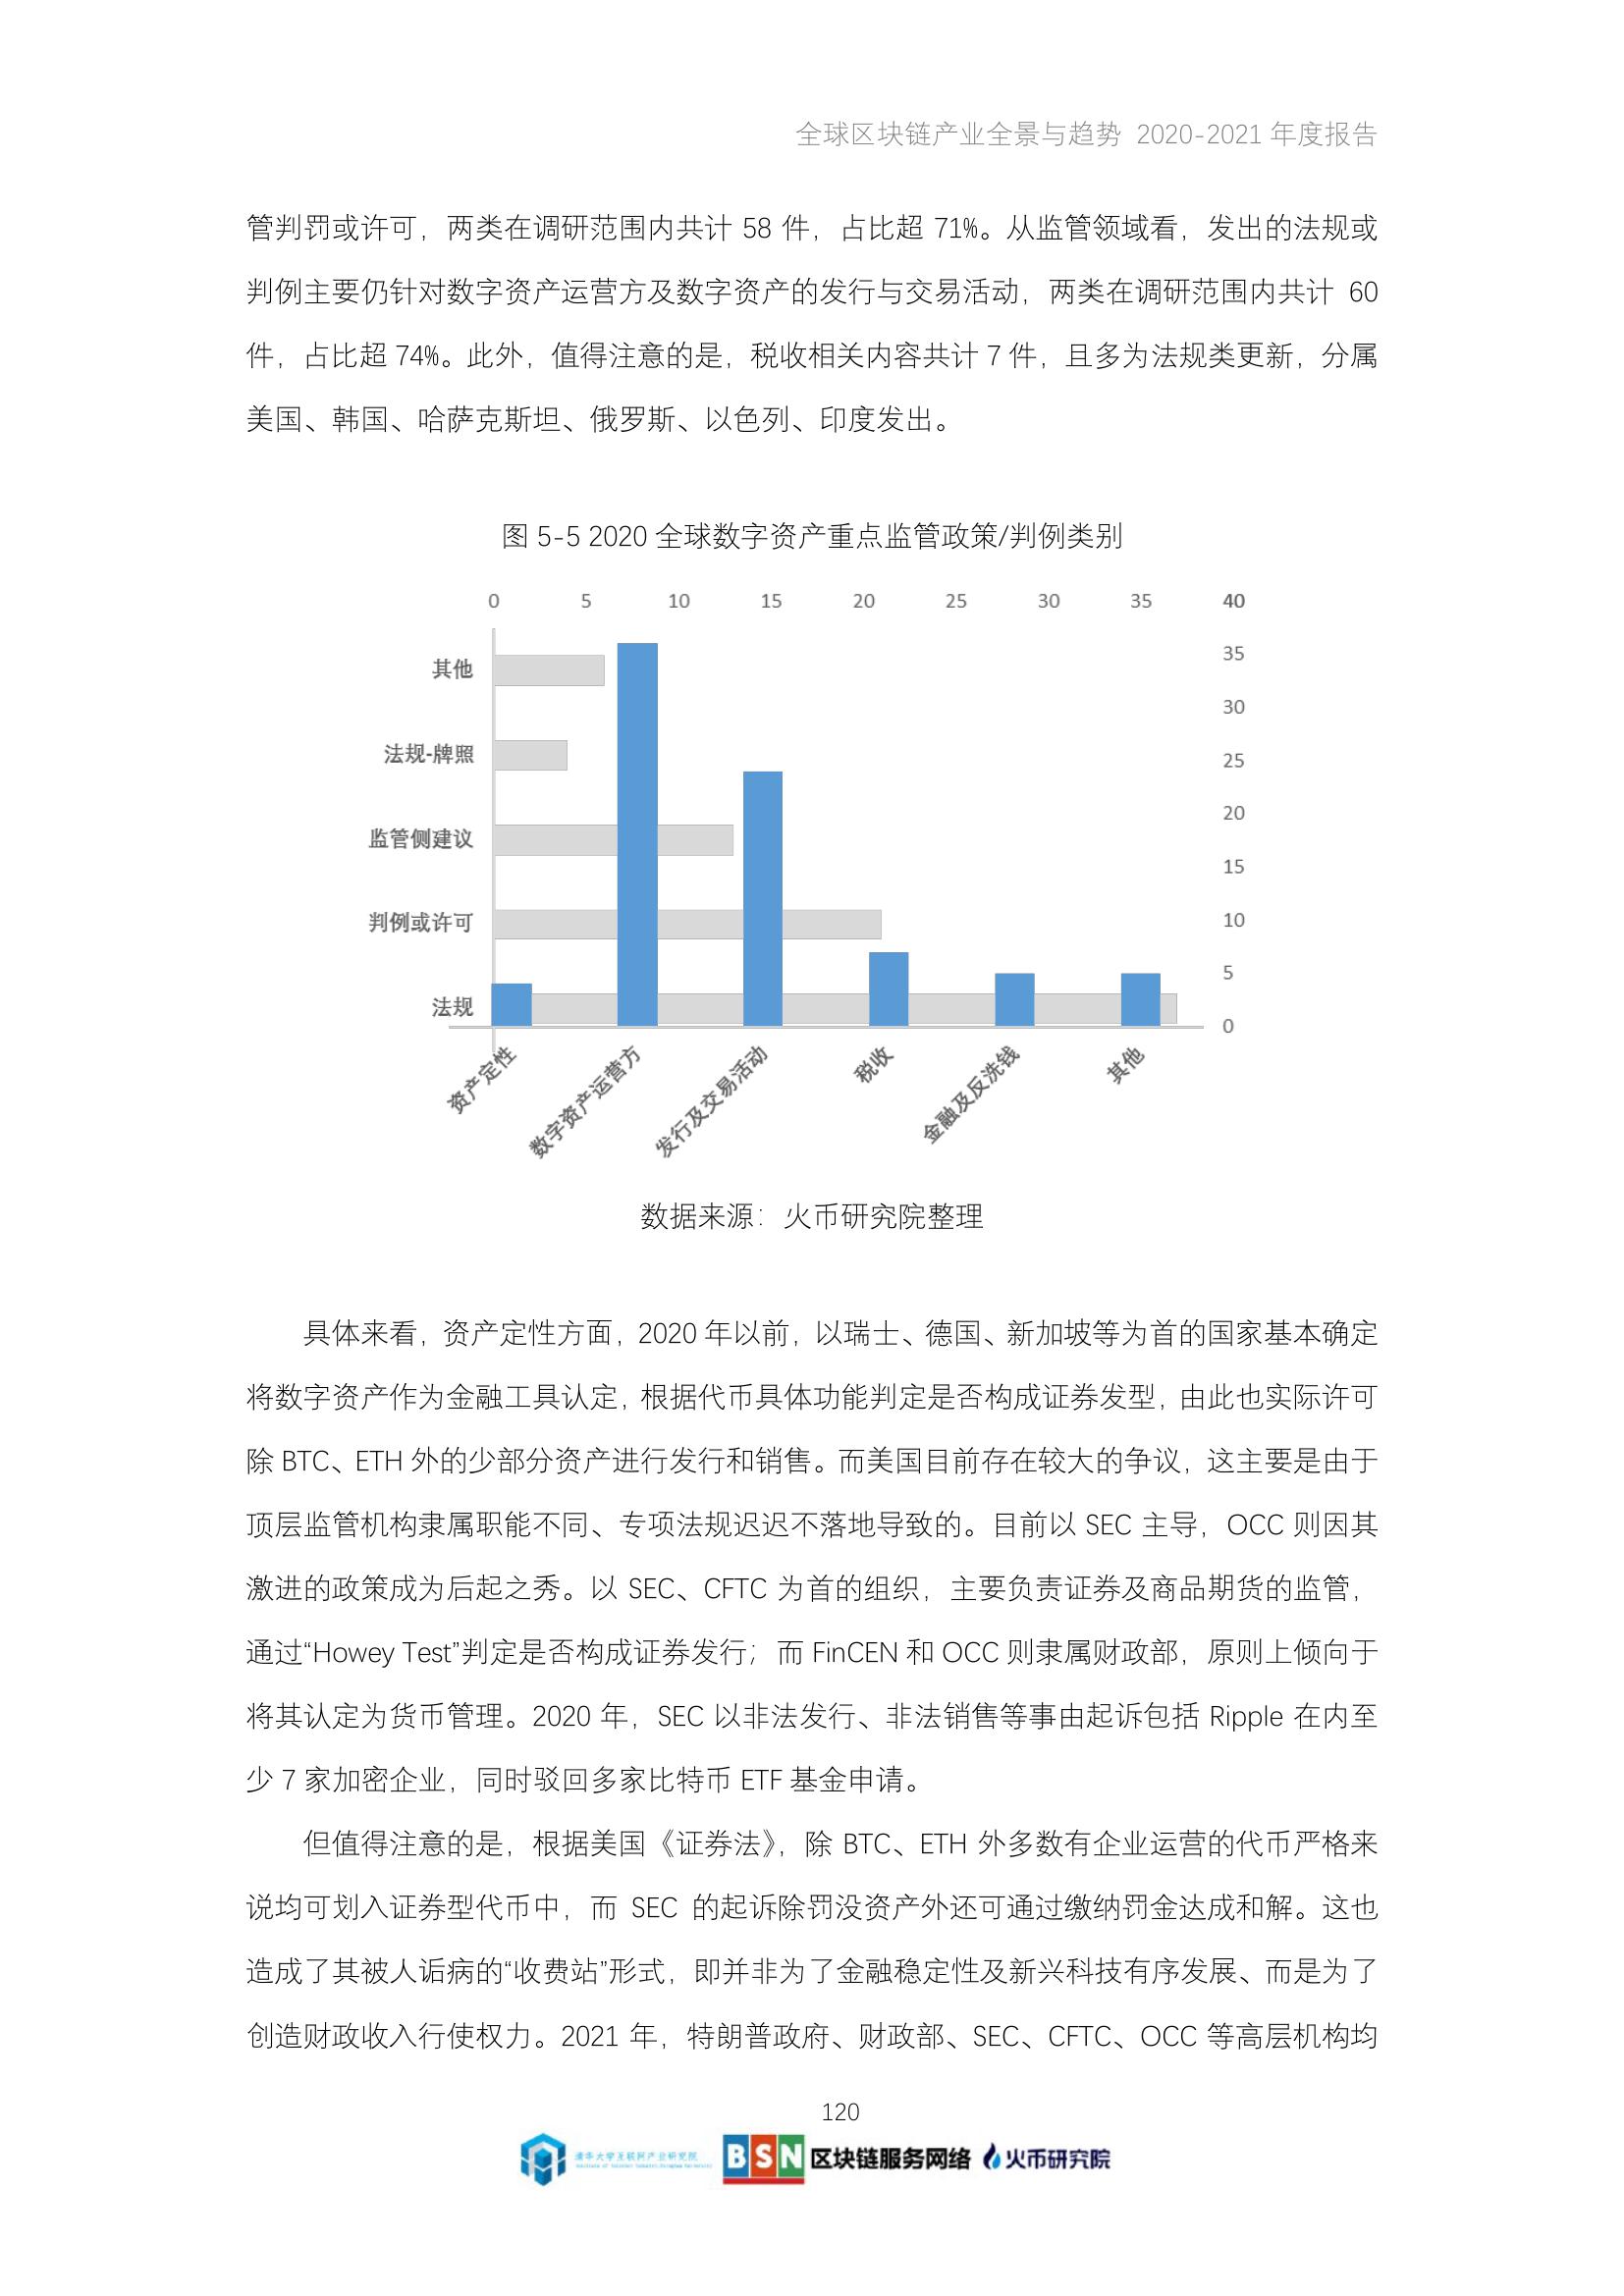 全球区块链产业全景与趋势 2020-2021 年度报告
管判罚或许可，两类在调研范围内共计 58 件，占比超 71%。从监管领域看，发出的法规或
判例主要仍针对数字资产运营方及数字资产的发行与交易活动，两类在调研范围内共计 60
件，占比超 74%。此外，值得注意的是，税收相关内容共计 7 件，且多为法规类更新，分属
美国、韩国、哈萨克斯坦、俄罗斯、以色列、印度发出。
图 5-5 2020 全球数字资产重点监管政策/判例类别
0 5 10 15 20 25 30 35 40
35
其他
30
法规-牌照
25
20
监管侧建议
15
判例或许可
10
5
法规
0
资产定性
数字资产运营方
发行及交易活动
税收
金融及反洗钱
其他
数据来源：火币研究院整理
具体来看，资产定性方面，2020 年以前，以瑞士、德国、新加坡等为首的国家基本确定
将数字资产作为金融工具认定，根据代币具体功能判定是否构成证券发型，由此也实际许可
除 BTC、ETH 外的少部分资产进行发行和销售。而美国目前存在较大的争议，这主要是由于
顶层监管机构隶属职能不同、专项法规迟迟不落地导致的。目前以 SEC 主导，OCC 则因其
激进的政策成为后起之秀。以 SEC、CFTC 为首的组织，主要负责证券及商品期货的监管，
通过“Howey Test”判定是否构成证券发行；而 FinCEN 和 OCC 则隶属财政部，原则上倾向于
将其认定为货币管理。2020 年，SEC 以非法发行、非法销售等事由起诉包括 Ripple 在内至
少 7 家加密企业，同时驳回多家比特币 ETF 基金申请。
但值得注意的是，根据美国《证券法》，除 BTC、ETH 外多数有企业运营的代币严格来
说均可划入证券型代币中，而 SEC 的起诉除罚没资产外还可通过缴纳罚金达成和解。这也
造成了其被人诟病的“收费站”形式，即并非为了金融稳定性及新兴科技有序发展、而是为了
创造财政收入行使权力。2021 年，特朗普政府、财政部、SEC、CFTC、OCC 等高层机构均
120
清华大学互联网产业研究院
BSN 区块链服务网络 火币研究院